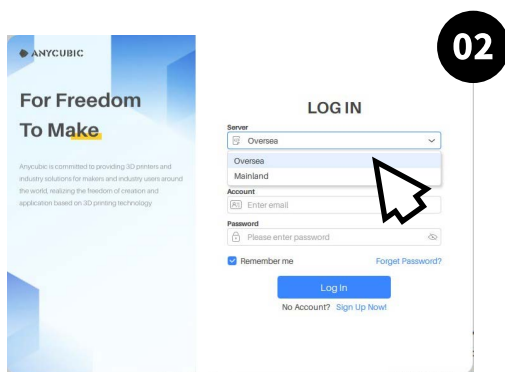 02
ANYCUBIC
For Freedom
To Make
Anycubic is committed to providing 3D printers and
industry solutions for makers and industry users around
the world, realizing the freedom of creation and
application based on 3D printing technology
LOG IN
Server
Oversea
Oversea
Mainland
Account
Enter email
Password
Please enter password
Remember me
Forget Password?
Log In
No Account? Sign Up Now!